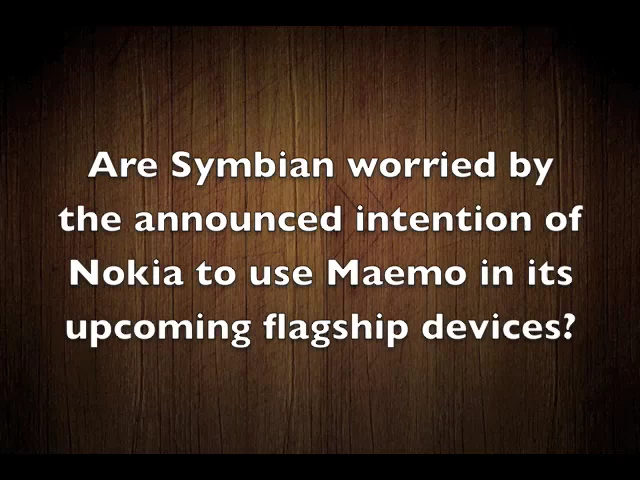 Are Symbian worried by
the announced intention of
Nokia to use Maemo in its
upcoming flagship devices?